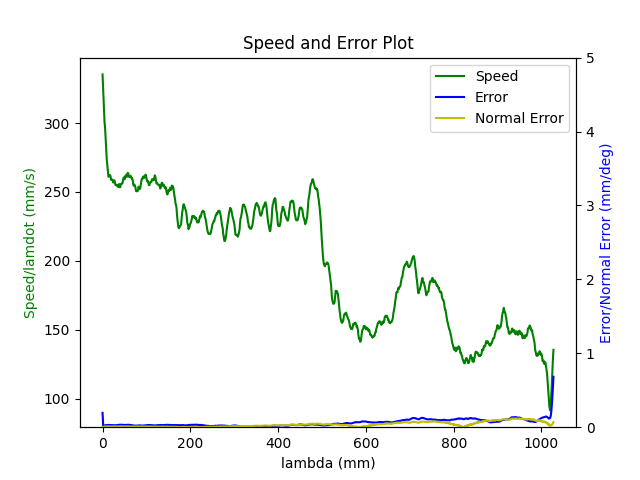 Speed and Error Plot
Speed
Error
Normal Error
Speed/lamdot (mm/s)
300
250
200
150
100
5
4
3
2
1
0
Error/Normal Error (mm/deg)
0 200 400 600 800 1000
lambda (mm)